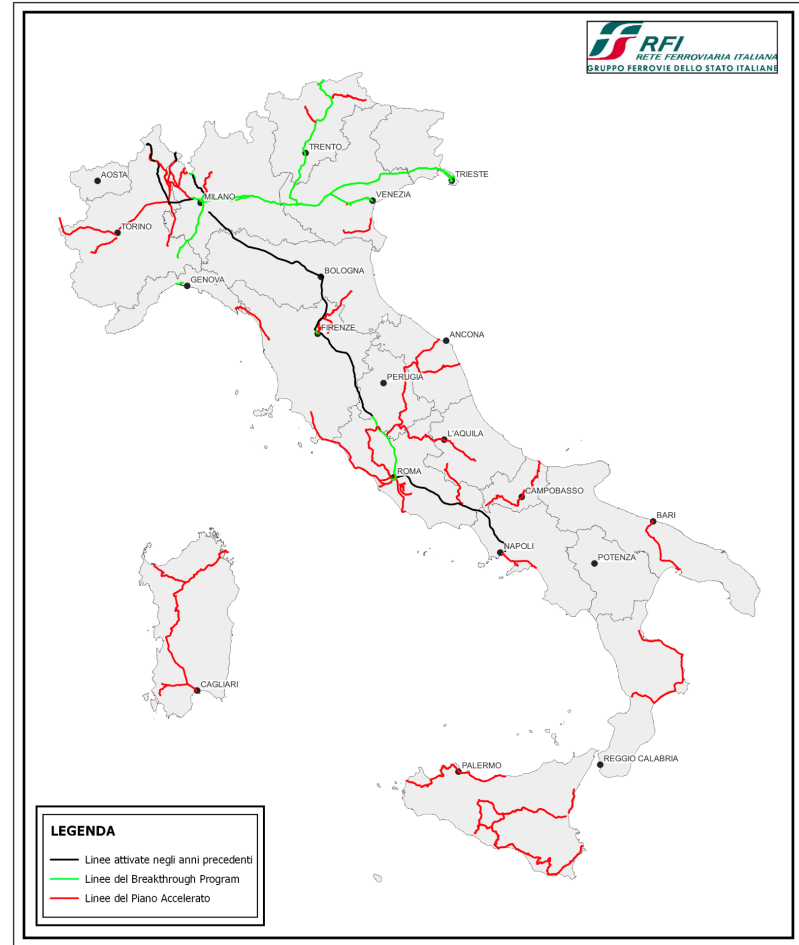 RFI
RETE FERROVIARIA ITALIANA
GRUPPO FERROVIE DELLO STATO ITALIANE
TRENTO
AOSTA
TRIESTE
MILANO
VENEZIA
TORINO
BOLOGNA
GENOVA
FIRENZE
ANCONA
PERUGIA
L'AQUILA
ROMA
CAMPOBASSO
BARI
NAPOLI
POTENZA
CAGLIARI
REGGIO CALABRIA
PALERMO
LEGENDA
Linee attivate negli anni precedenti
Linee del Breakthrough Program
Linee del Piano Accelerato